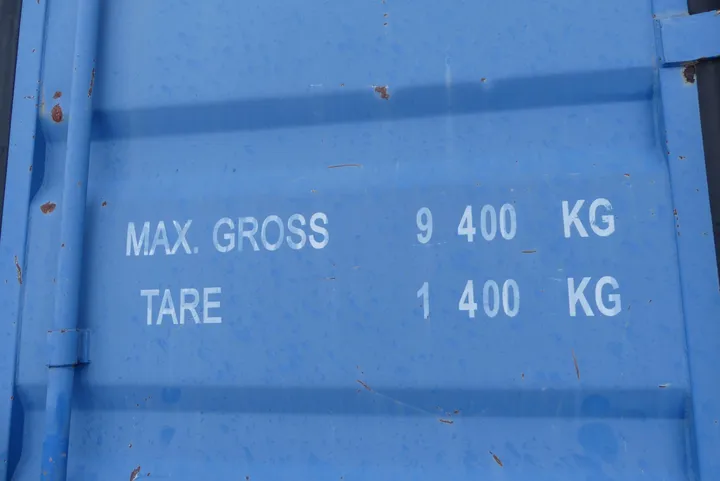 MAX. GROSS 9 400 KG
TARE 1 400 KG